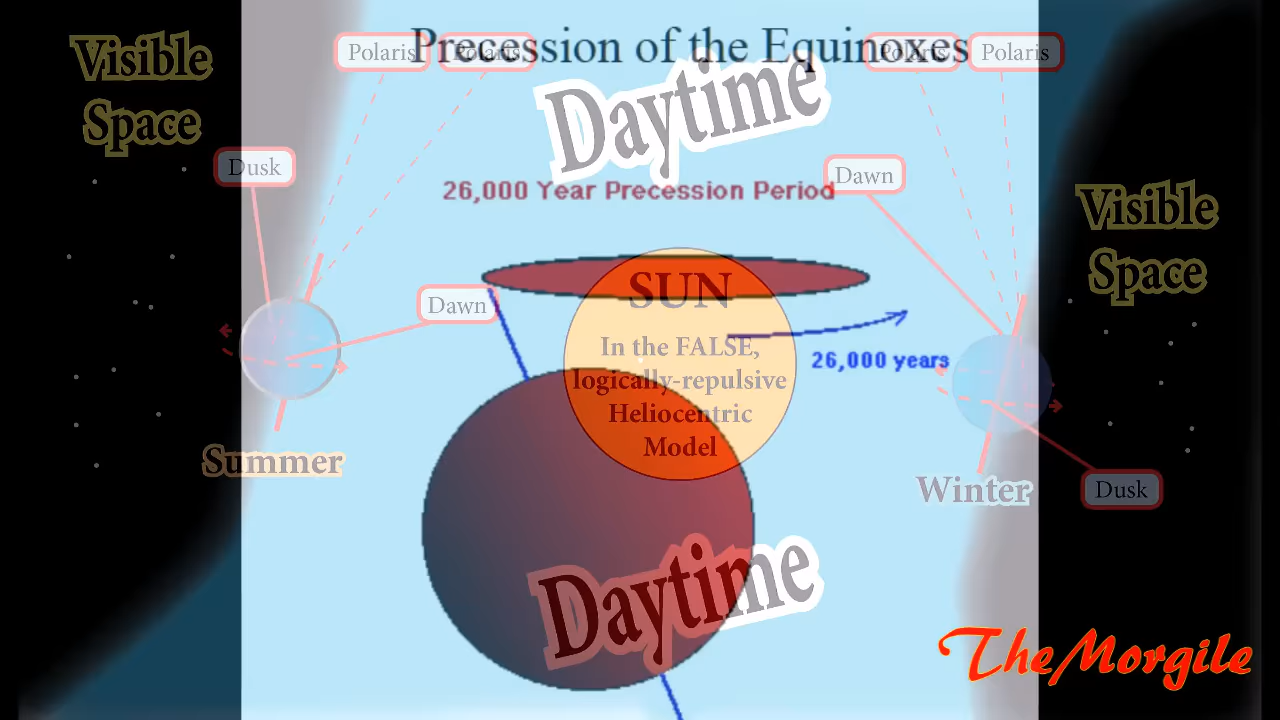 Precession of the Equinoxes
Visible
Space
Polaris
Polaris
Polaris
Polaris
Daytime
Dusk
Dawn
26,000 Year Precession Period
Visible
Space
SUN
In the FALSE,
logically-repulsive
Heliocentric
Model
Dawn
26,000 years
Summer
Winter
Dusk
Daytime
TheMorgile